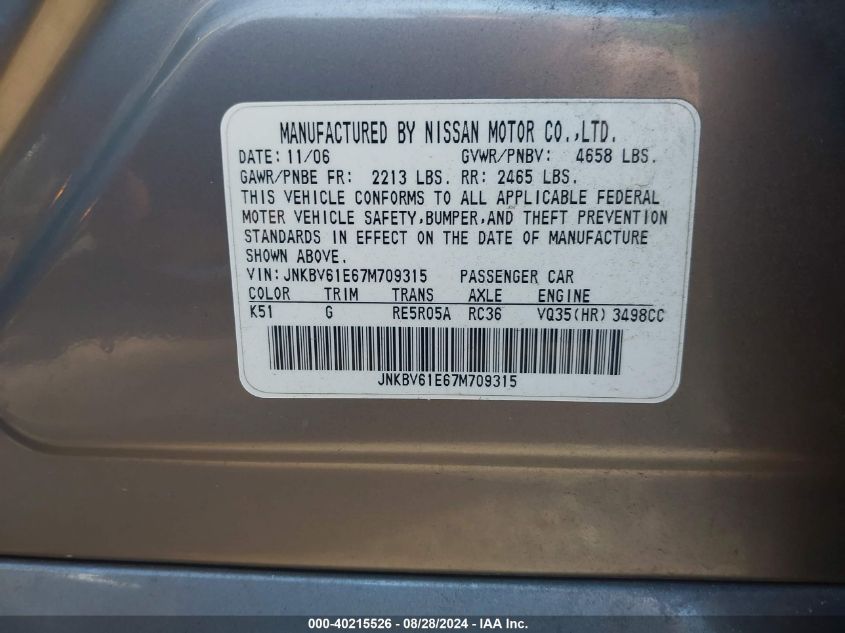 MANUFACTURED BY NISSAN MOTOR CO.,LTD.
DATE: 11/06 GVWR/PNBV: 4658 LBS.
GAWR/PNBE FR: 2213 LBS. RR: 2465 LBS.
THIS VEHICLE CONFORMS TO ALL APPLICABLE FEDERAL
MOTER VEHICLE SAFETY,BUMPER,AND THEFT PREVENTION
STANDARDS IN EFFECT ON THE DATE OF MANUFACTURE
SHOWN ABOVE.
VIN: JNKBV61E67M709315 PASSENGER CAR
COLOR TRIM TRANS AXLE ENGINE
K51 G RE5R05A RC36 VQ35(HR) 3498CC
JNKBV61E67M709315
000-40215526 - 08/28/2024 - IAA Inc.